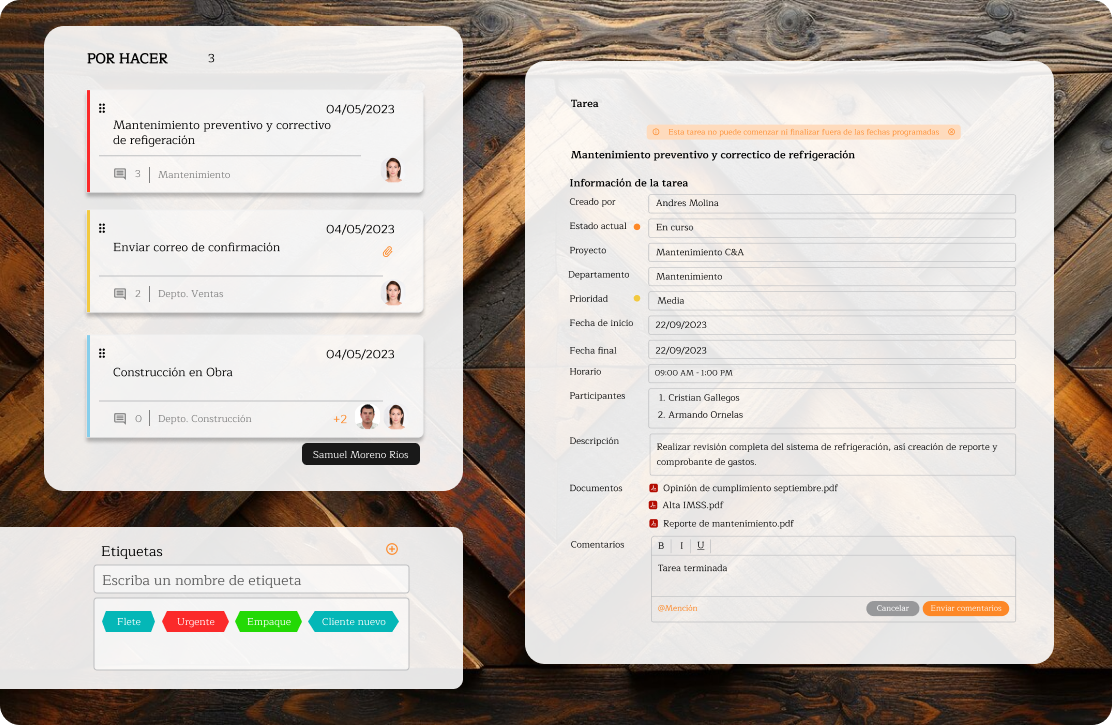 POR HACER 3
04/05/2023
Mantenimiento preventivo y correctivo
de refigeración
3 Mantenimiento
04/05/2023
Enviar correo de confirmación
2 Depto. Ventas
04/05/2023
Construcción en Obra
0 Depto. Construcción +2
Samuel Moreno Rios
Etiquetas
Escriba un nombre de etiqueta
Flete Urgente Empaque Cliente nuevo
Tarea
Esta tarea no puede comenzar ni finalizar fuera de las fechas programadas
Mantenimiento preventivo y correctico de refrigeración
Información de la tarea
Creado por Andres Molina
Estado actual En curso
Proyecto Mantenimiento C&A
Departamento Mantenimiento
Prioridad Media
Fecha de inicio 22/09/2023
Fecha final 22/09/2023
Horario 09:00 AM - 1:00 PM
Participantes 1. Cristian Gallegos
2. Armando Ornelas
Descripción Realizar revisión completa del sistema de refrigeración, así creación de reporte y
comprobante de gastos.
Documentos Opinión de cumplimiento septiembre.pdf
Alta IMSS.pdf
Reporte de mantenimiento.pdf
Comentarios B I U
Tarea terminada
@Mención Cancelar Enviar comentarios